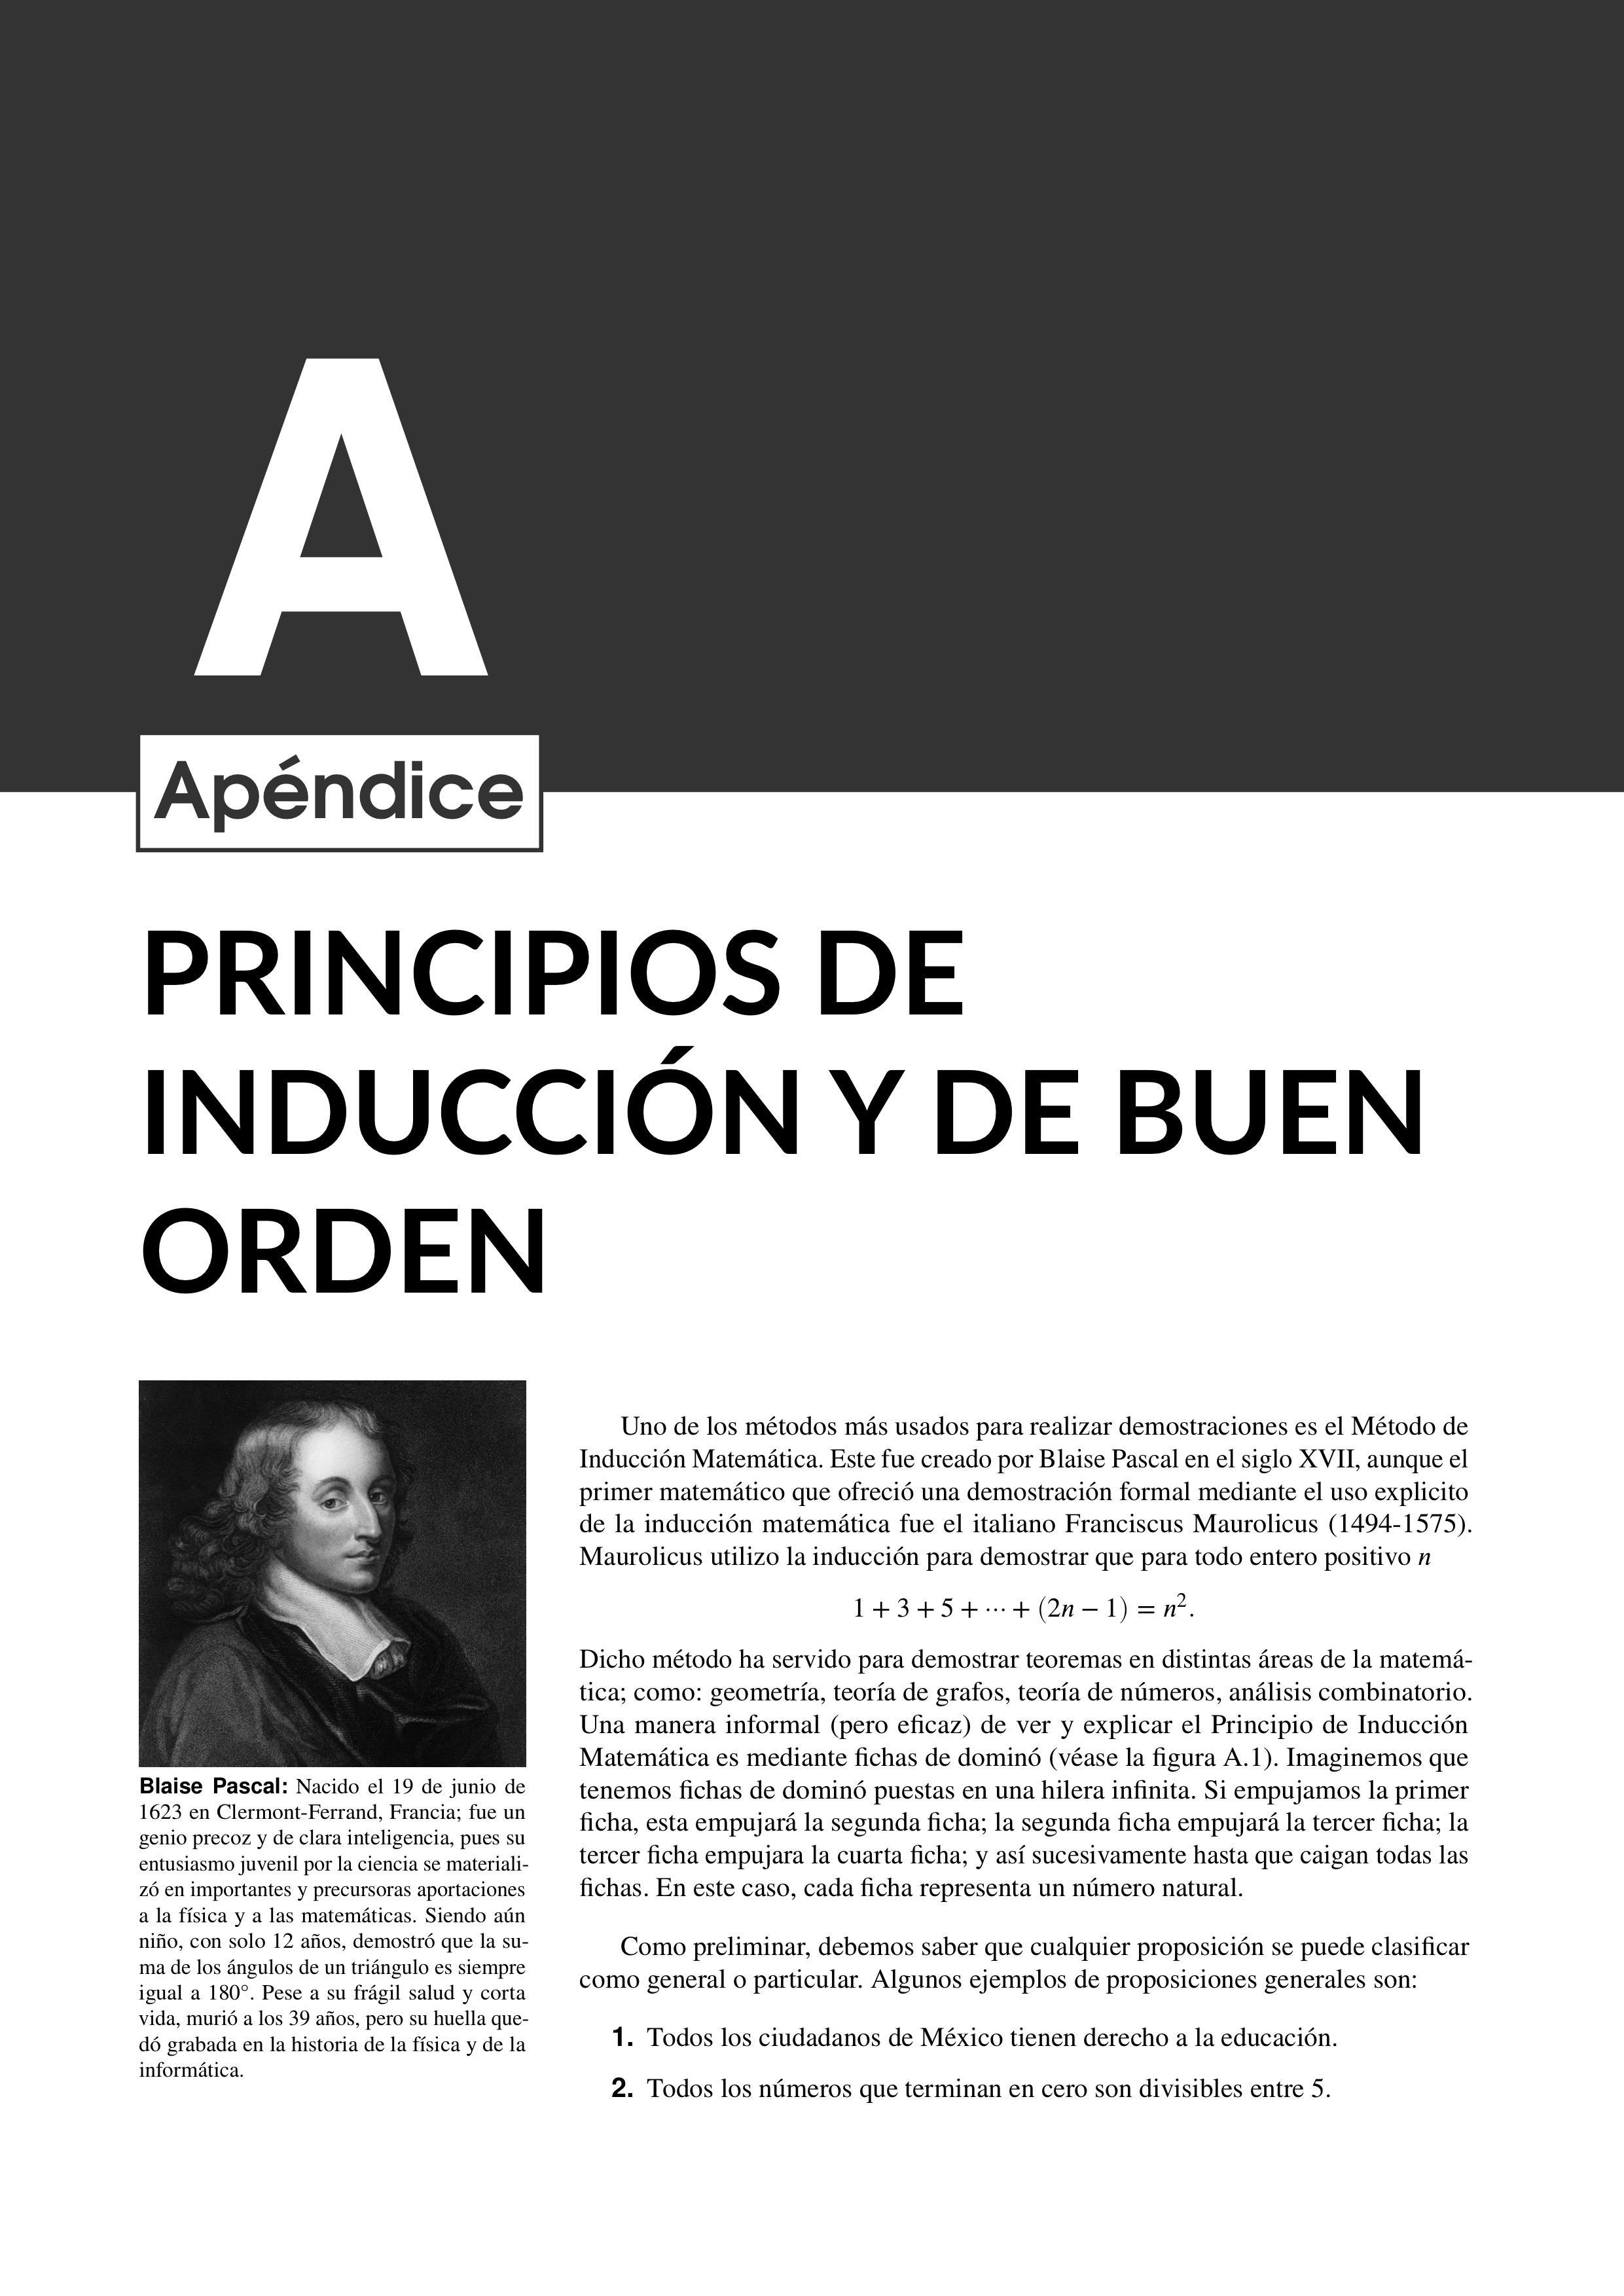 A
Apéndice
PRINCIPIOS DE
INDUCCIÓN Y DE BUEN
ORDEN
Blaise Pascal: Nacido el 19 de junio de
1623 en Clermont-Ferrand, Francia; fue un
genio precoz y de clara inteligencia, pues su
entusiasmo juvenil por la ciencia se materiali-
zó en importantes y precursoras aportaciones
a la física y a las matemáticas. Siendo aún
niño, con solo 12 años, demostró que la su-
ma de los ángulos de un triángulo es siempre
igual a 180°. Pese a su frágil salud y corta
vida, murió a los 39 años, pero su huella que-
dó grabada en la historia de la física y de la
informática.
Uno de los métodos más usados para realizar demostraciones es el Método de
Inducción Matemática. Este fue creado por Blaise Pascal en el siglo XVII, aunque el
primer matemático que ofreció una demostración formal mediante el uso explicito
de la inducción matemática fue el italiano Franciscus Maurolicus (1494-1575).
Maurolicus utilizo la inducción para demostrar que para todo entero positivo n
1 + 3 + 5 + ··· + (2n − 1) = n².
Dicho método ha servido para demostrar teoremas en distintas áreas de la matemá-
tica; como: geometría, teoría de grafos, teoría de números, análisis combinatorio.
Una manera informal (pero eficaz) de ver y explicar el Principio de Inducción
Matemática es mediante fichas de dominó (véase la figura A.1). Imaginemos que
tenemos fichas de dominó puestas en una hilera infinita. Si empujamos la primer
ficha, esta empujará la segunda ficha; la segunda ficha empujará la tercer ficha; la
tercer ficha empujara la cuarta ficha; y así sucesivamente hasta que caigan todas las
fichas. En este caso, cada ficha representa un número natural.
Como preliminar, debemos saber que cualquier proposición se puede clasificar
como general o particular. Algunos ejemplos de proposiciones generales son:
1. Todos los ciudadanos de México tienen derecho a la educación.
2. Todos los números que terminan en cero son divisibles entre 5.